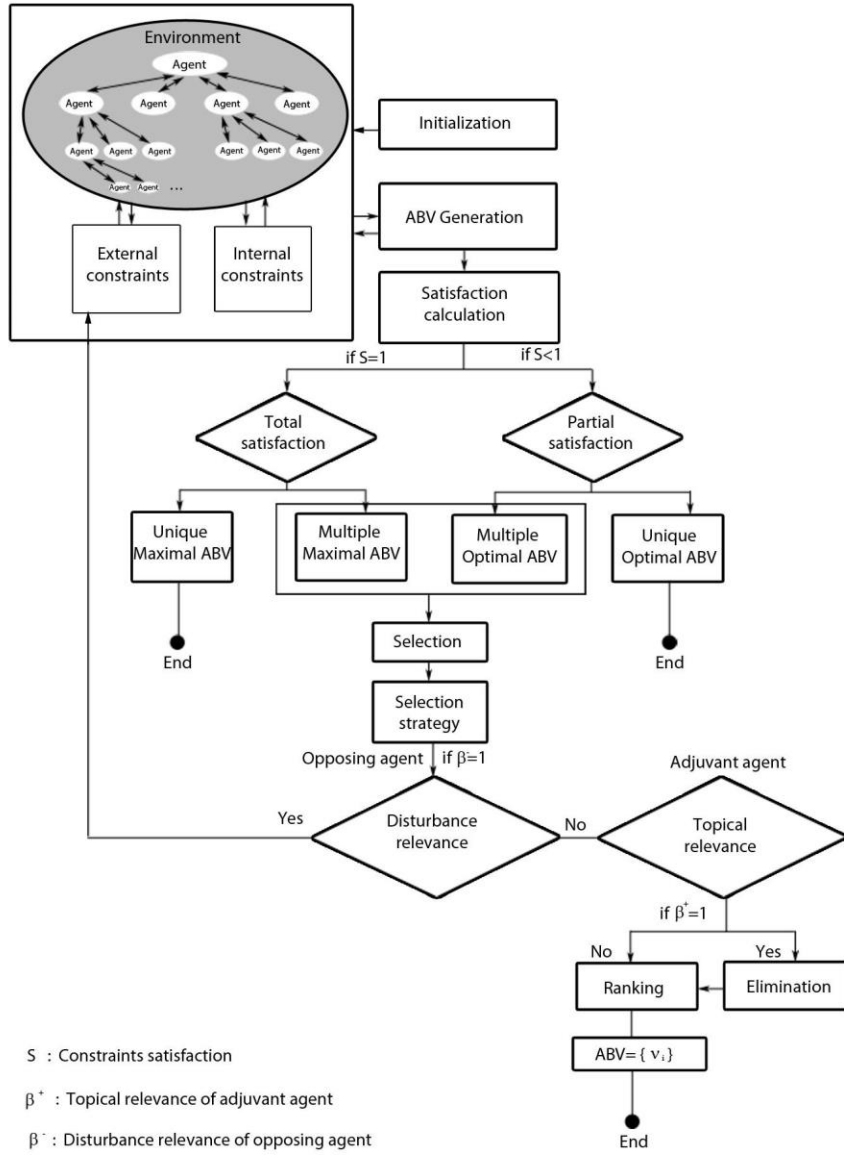 Environment
Agent
Agent
Agent
Agent
Agent
Agent
Agent
Agent
Agent
Agent
Agent
Agent
Agent
...
External
constraints
Internal
constraints
Initialization
ABV Generation
Satisfaction
calculation
if S=1
if S<1
Total
satisfaction
Partial
satisfaction
Unique
Maximal ABV
Multiple
Maximal ABV
Multiple
Optimal ABV
Unique
Optimal ABV
End
End
Selection
Selection
strategy
Opposing agent
if β⁻=1
Adjuvant agent
Yes
Disturbance
relevance
No
Topical
relevance
if β⁺=1
No
Yes
Ranking
Elimination
ABV={ νᵢ}
End
S : Constraints satisfaction
β⁺ : Topical relevance of adjuvant agent
β⁻ : Disturbance relevance of opposing agent